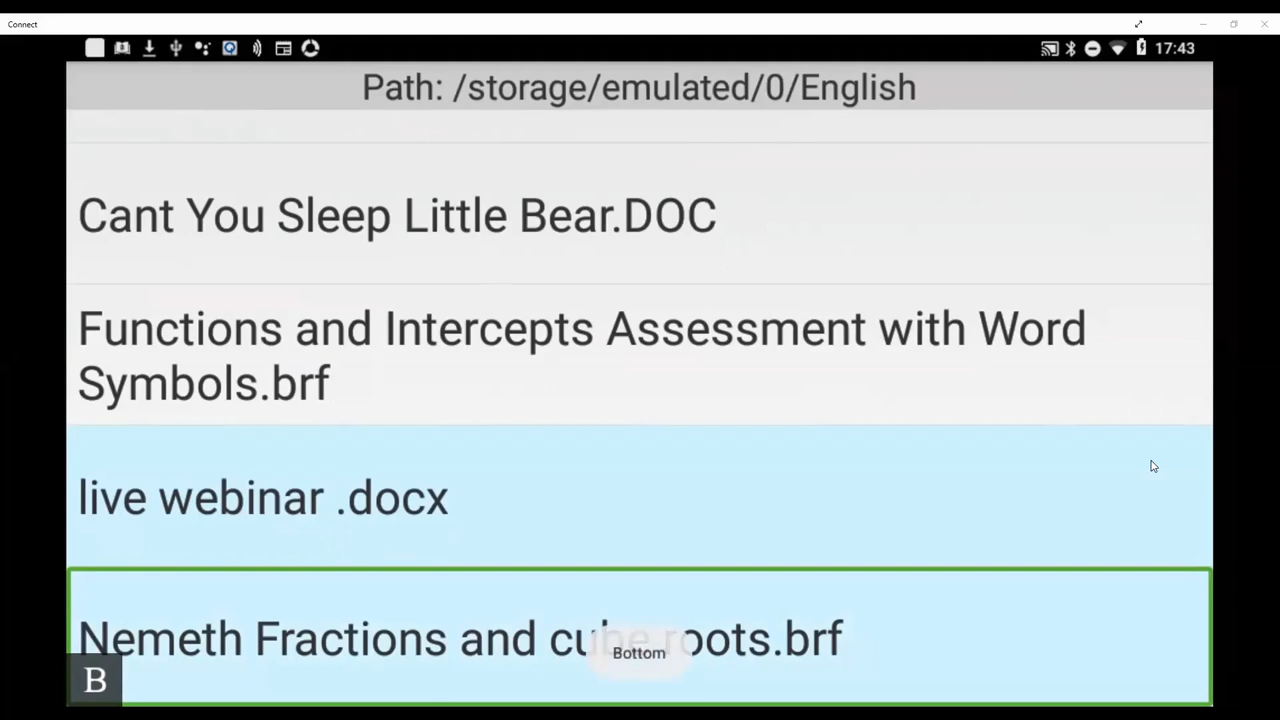 Connect
17:43
Path: /storage/emulated/0/English
Cant You Sleep Little Bear.DOC
Functions and Intercepts Assessment with Word
Symbols.brf
live webinar .docx
Nemeth Fractions and cube roots.brf
Bottom
B